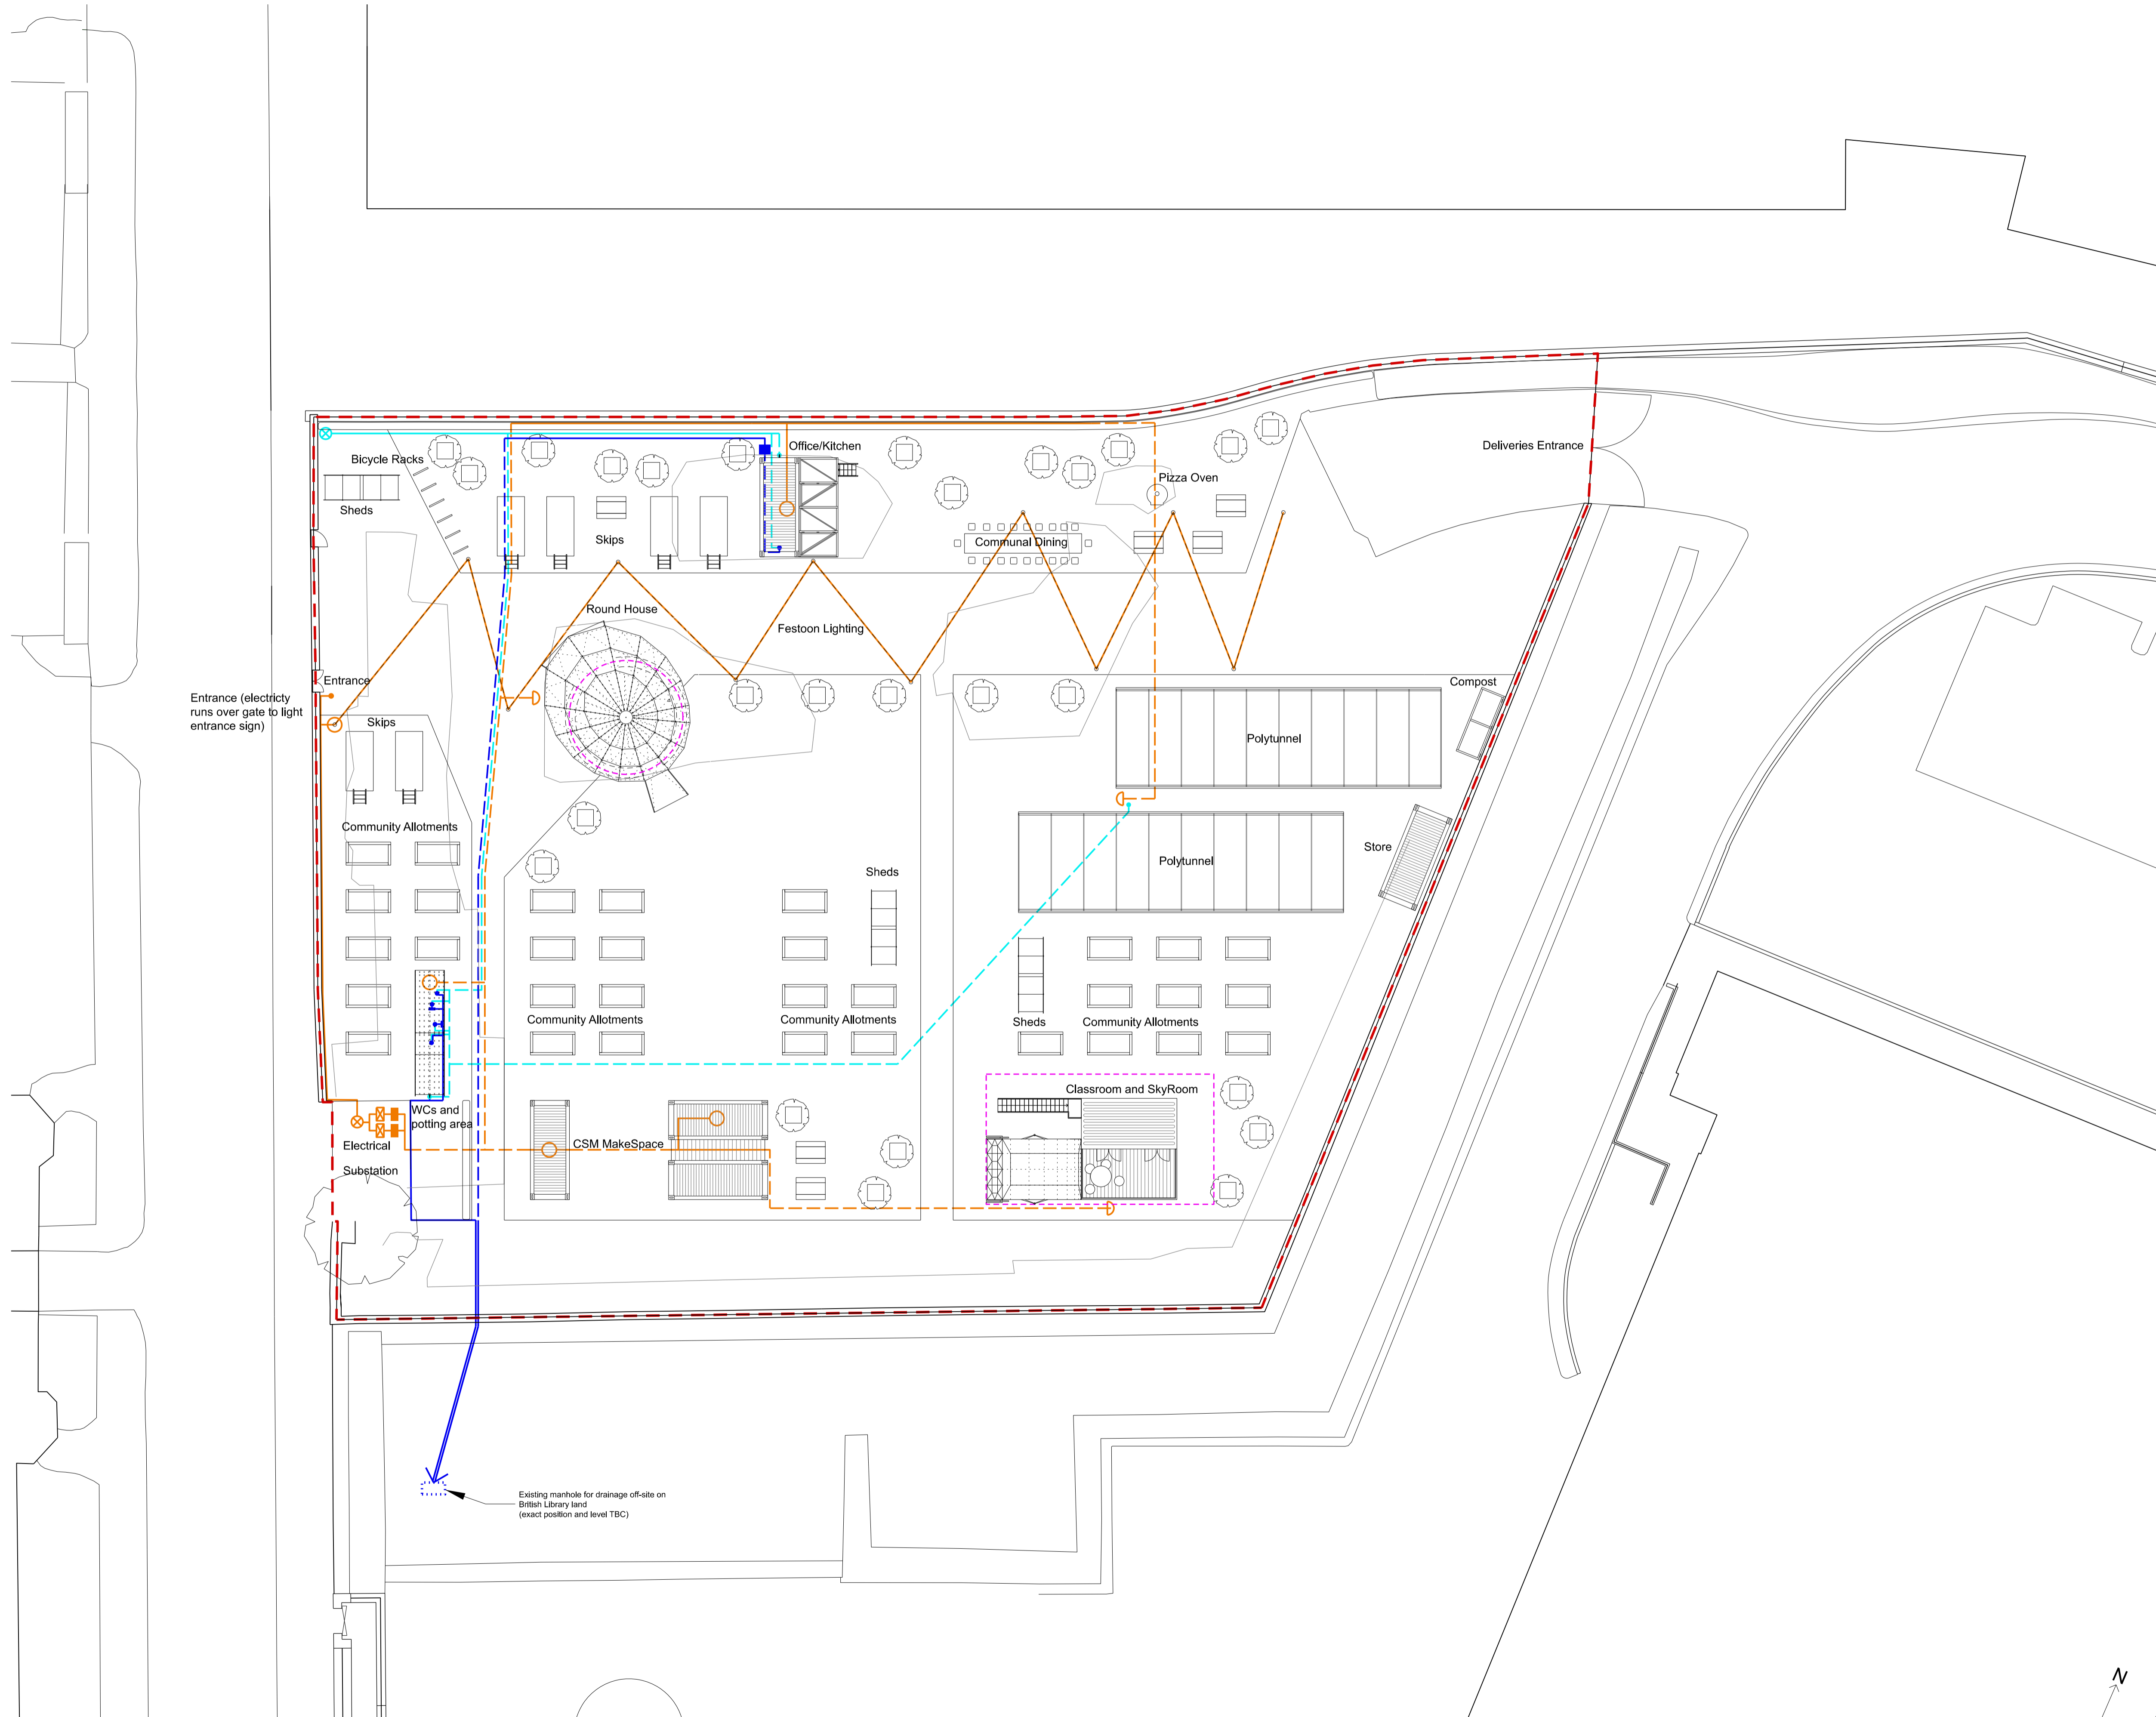 Office/Kitchen
Deliveries Entrance
Bicycle Racks
Pizza Oven
Sheds
Skips
Communal Dining
Round House
Festoon Lighting
Entrance
Compost
Entrance (electricty
runs over gate to light
entrance sign)
Skips
Polytunnel
Community Allotments
Store
Polytunnel
Sheds
Community Allotments
Community Allotments
Sheds
Community Allotments
Classroom and SkyRoom
WCs and
potting area
Electrical
Substation
CSM MakeSpace
Existing manhole for drainage off-site on
British Library land
(exact position and level TBC)
N